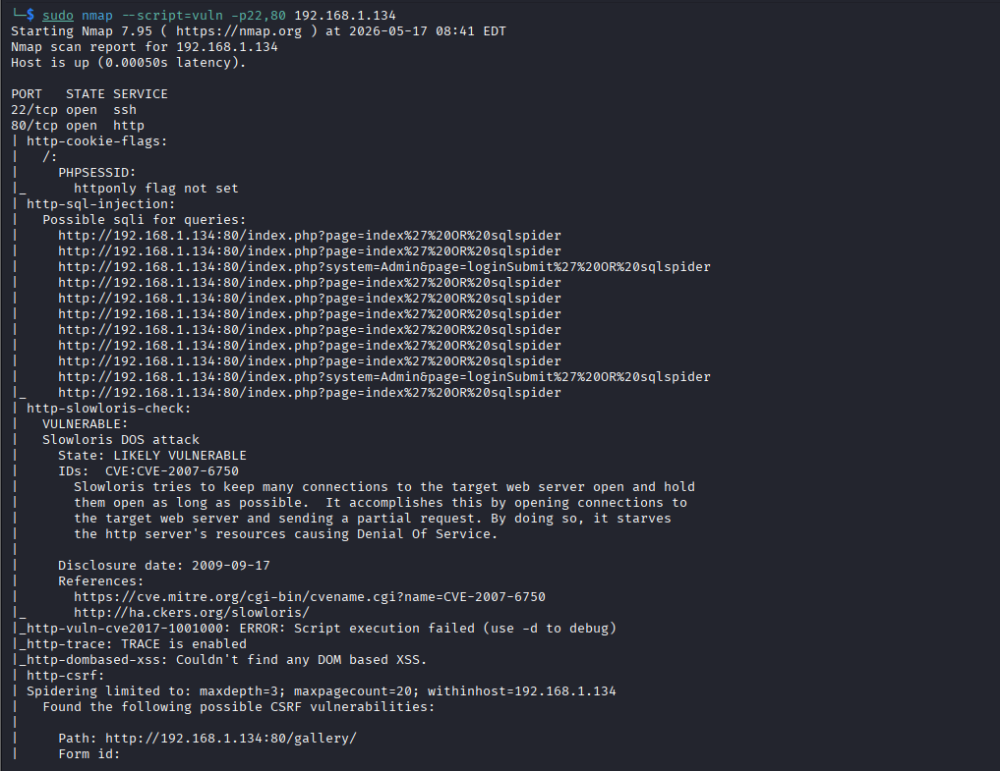 └─$ sudo nmap --script=vuln -p22,80 192.168.1.134
Starting Nmap 7.95 ( https://nmap.org ) at 2026-05-17 08:41 EDT
Nmap scan report for 192.168.1.134
Host is up (0.00050s latency).

PORT   STATE SERVICE
22/tcp open  ssh
80/tcp open  http
| http-cookie-flags:
|   /:
|     PHPSESSID:
|_      httponly flag not set
| http-sql-injection:
|   Possible sqli for queries:
|     http://192.168.1.134:80/index.php?page=index%27%20OR%20sqlspider
|     http://192.168.1.134:80/index.php?page=index%27%20OR%20sqlspider
|     http://192.168.1.134:80/index.php?system=Admin&page=loginSubmit%27%20OR%20sqlspider
|     http://192.168.1.134:80/index.php?page=index%27%20OR%20sqlspider
|     http://192.168.1.134:80/index.php?page=index%27%20OR%20sqlspider
|     http://192.168.1.134:80/index.php?page=index%27%20OR%20sqlspider
|     http://192.168.1.134:80/index.php?page=index%27%20OR%20sqlspider
|     http://192.168.1.134:80/index.php?page=index%27%20OR%20sqlspider
|     http://192.168.1.134:80/index.php?page=index%27%20OR%20sqlspider
|     http://192.168.1.134:80/index.php?system=Admin&page=loginSubmit%27%20OR%20sqlspider
|_    http://192.168.1.134:80/index.php?page=index%27%20OR%20sqlspider
| http-slowloris-check:
|   VULNERABLE:
|   Slowloris DOS attack
|     State: LIKELY VULNERABLE
|     IDs:  CVE:CVE-2007-6750
|       Slowloris tries to keep many connections to the target web server open and hold
|       them open as long as possible.  It accomplishes this by opening connections to
|       the target web server and sending a partial request. By doing so, it starves
|       the http server's resources causing Denial Of Service.
|
|     Disclosure date: 2009-09-17
|     References:
|       https://cve.mitre.org/cgi-bin/cvename.cgi?name=CVE-2007-6750
|_      http://ha.ckers.org/slowloris/
|_http-vuln-cve2017-1001000: ERROR: Script execution failed (use -d to debug)
|_http-trace: TRACE is enabled
|_http-dombased-xss: Couldn't find any DOM based XSS.
| http-csrf:
| Spidering limited to: maxdepth=3; maxpagecount=20; withinhost=192.168.1.134
|   Found the following possible CSRF vulnerabilities:
|
|     Path: http://192.168.1.134:80/gallery/
|     Form id: